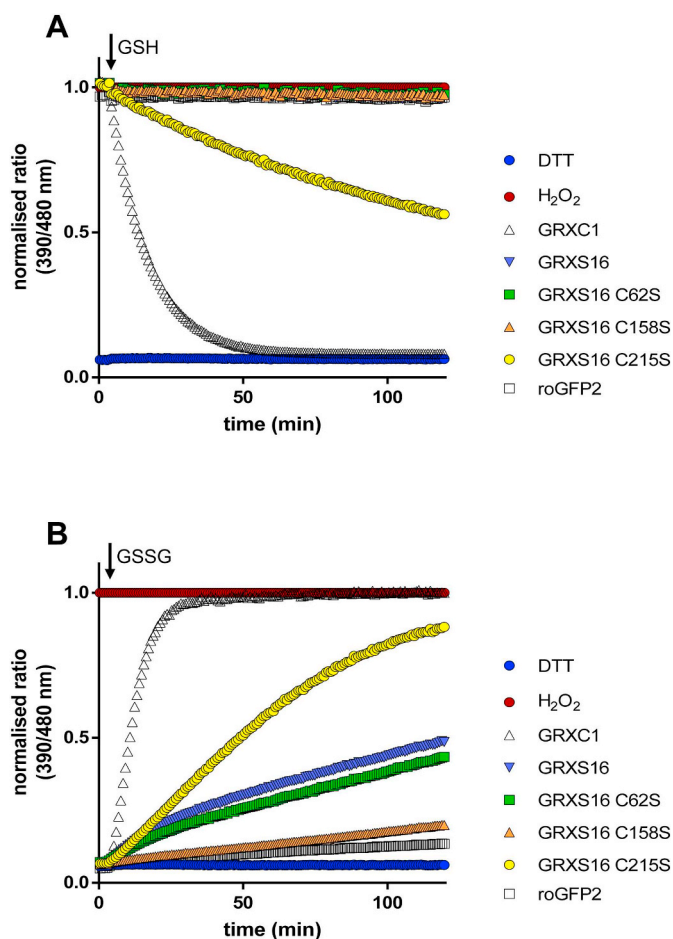 A
GSH
1.0
0.5
0.0
normalised ratio
(390/480 nm)
0
50
100
time (min)
DTT
H₂O₂
GRXC1
GRXS16
GRXS16 C62S
GRXS16 C158S
GRXS16 C215S
roGFP2
B
GSSG
1.0
0.5
0.0
normalised ratio
(390/480 nm)
0
50
100
time (min)
DTT
H₂O₂
GRXC1
GRXS16
GRXS16 C62S
GRXS16 C158S
GRXS16 C215S
roGFP2